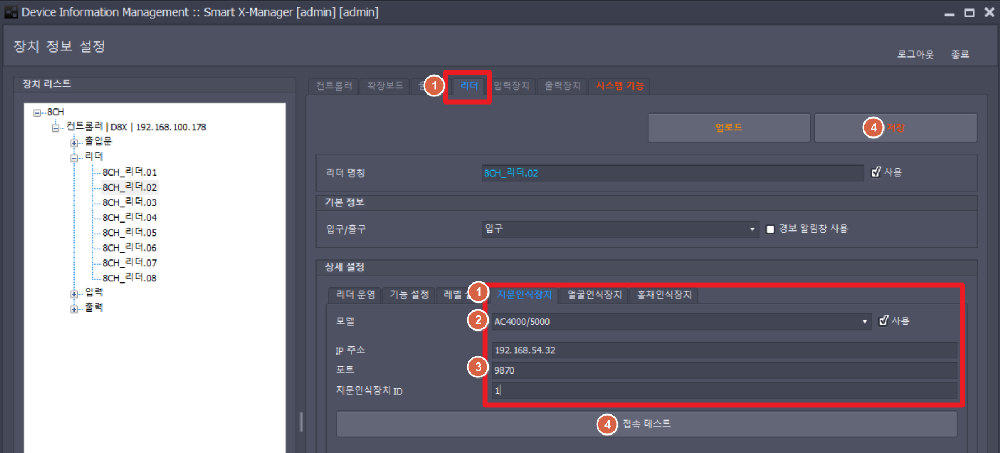 Device Information Management :: Smart X-Manager [admin] [admin]
장치 정보 설정
로그아웃 종료
장치 리스트
8CH
컨트롤러 | D8X | 192.168.100.178
출입문
리더
8CH_리더.01
8CH_리더.02
8CH_리더.03
8CH_리더.04
8CH_리더.05
8CH_리더.06
8CH_리더.07
8CH_리더.08
입력
출력
컨트롤러 확장보드 1 리더 입력장치 출력장치 시스템 기능
업로드 4 저장
리더 명칭 8CH_리더.02 사용
기본 정보
입구/출구 입구 경보 알림창 사용
상세 설정
리더 운영 기능 설정 레벨 1 지문인식장치 얼굴인식장치 홍채인식장치
모델 2 AC4000/5000 사용
IP 주소 192.168.54.32
포트 3 9870
지문인식장치 ID 1
4 접속 테스트